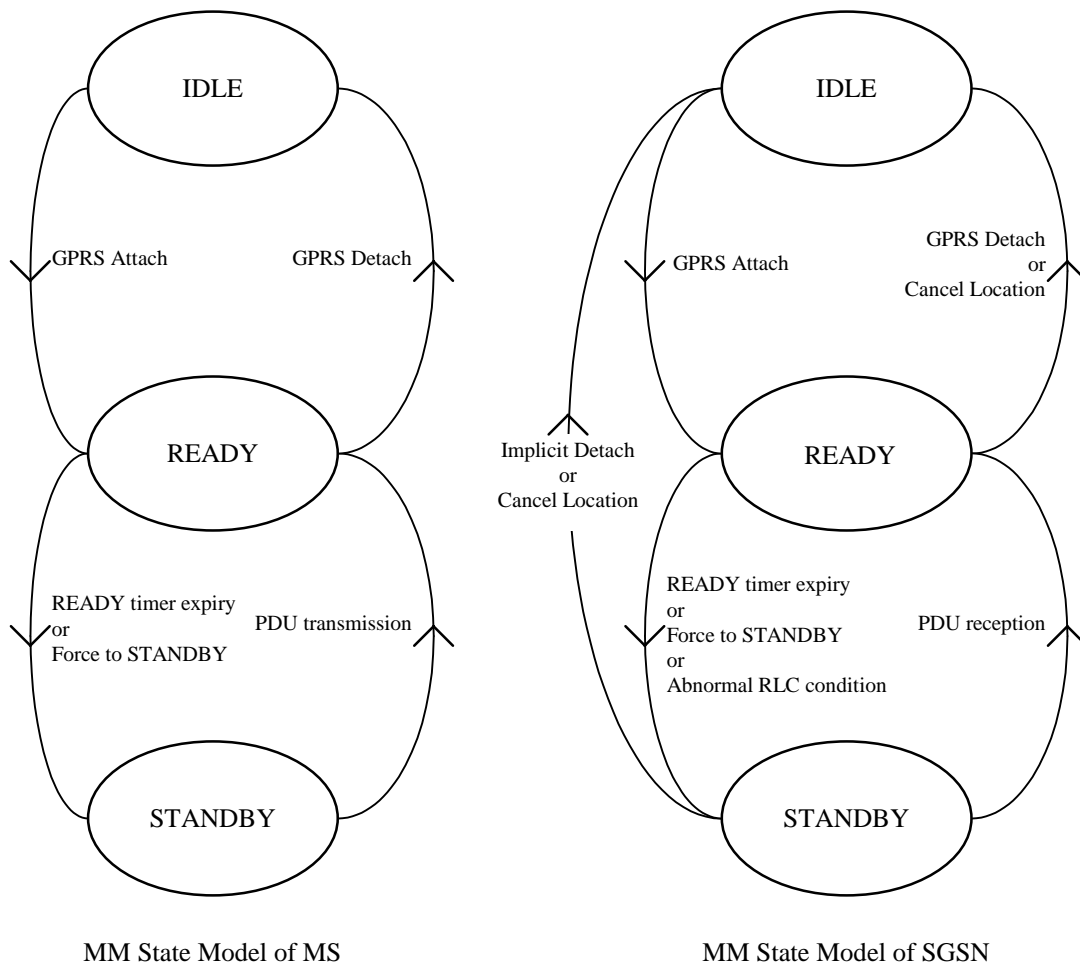 IDLE
GPRS Attach
GPRS Detach
READY
READY timer expiry
or
Force to STANDBY
PDU transmission
STANDBY
MM State Model of MS
IDLE
GPRS Attach
GPRS Detach
or
Cancel Location
Implicit Detach
or
Cancel Location
READY
READY timer expiry
or
Force to STANDBY
or
Abnormal RLC condition
PDU reception
STANDBY
MM State Model of SGSN